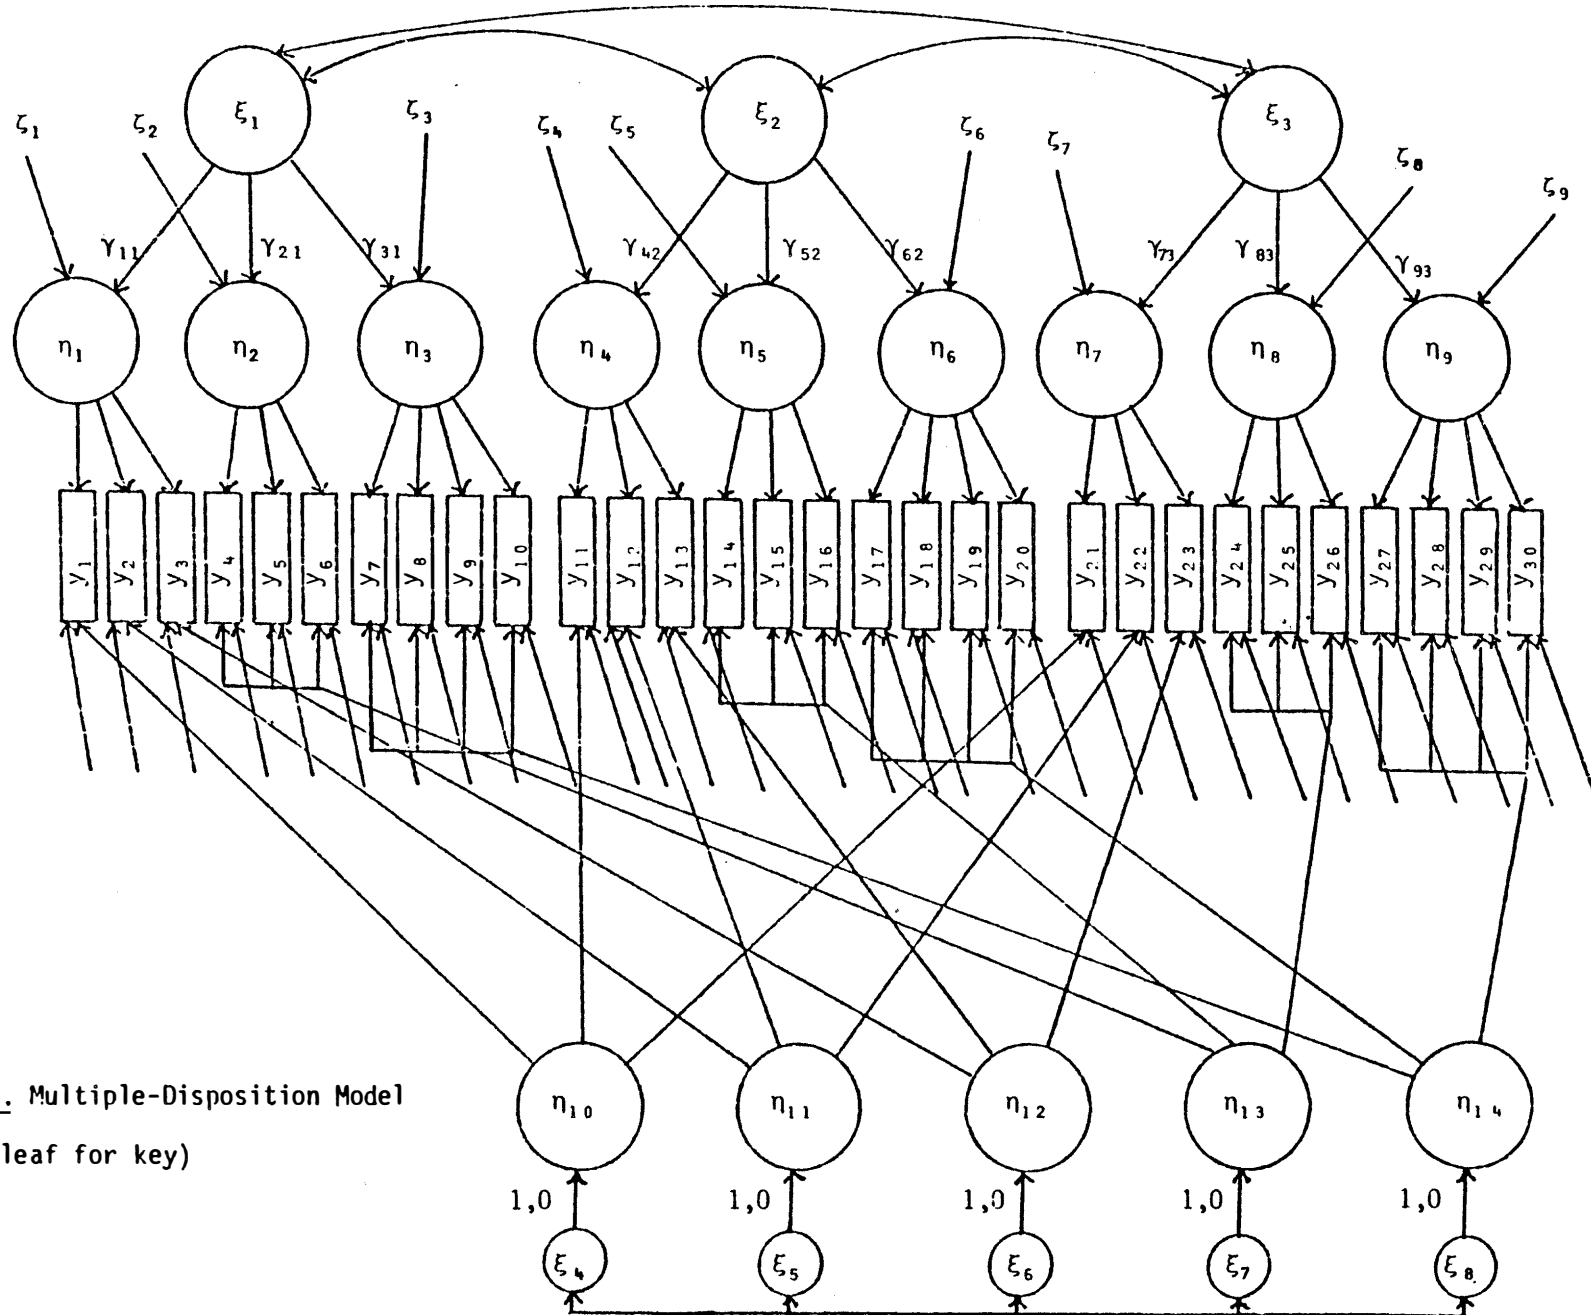 ξ₁ ξ₂ ξ₃
ζ₁ ζ₂ ζ₃ ζ₄ ζ₅ ζ₆ ζ₇ ζ₈ ζ₉
γ₁₁ γ₂₁ γ₃₁ γ₄₂ γ₅₂ γ₆₂ γ₇₃ γ₈₃ γ₉₃
η₁ η₂ η₃ η₄ η₅ η₆ η₇ η₈ η₉
y₁ y₂ y₃ y₄ y₅ y₆ y₇ y₈ y₉ y₁₀ y₁₁ y₁₂ y₁₃ y₁₄ y₁₅ y₁₆ y₁₇ y₁₈ y₁₉ y₂₀ y₂₁ y₂₂ y₂₃ y₂₄ y₂₅ y₂₆ y₂₇ y₂₈ y₂₉ y₃₀
. Multiple-Disposition Model
leaf for key)
η₁₀ η₁₁ η₁₂ η₁₃ η₁₄
1,0 1,0 1,0 1,0 1,0
ξ₄ ξ₅ ξ₆ ξ₇ ξ₈